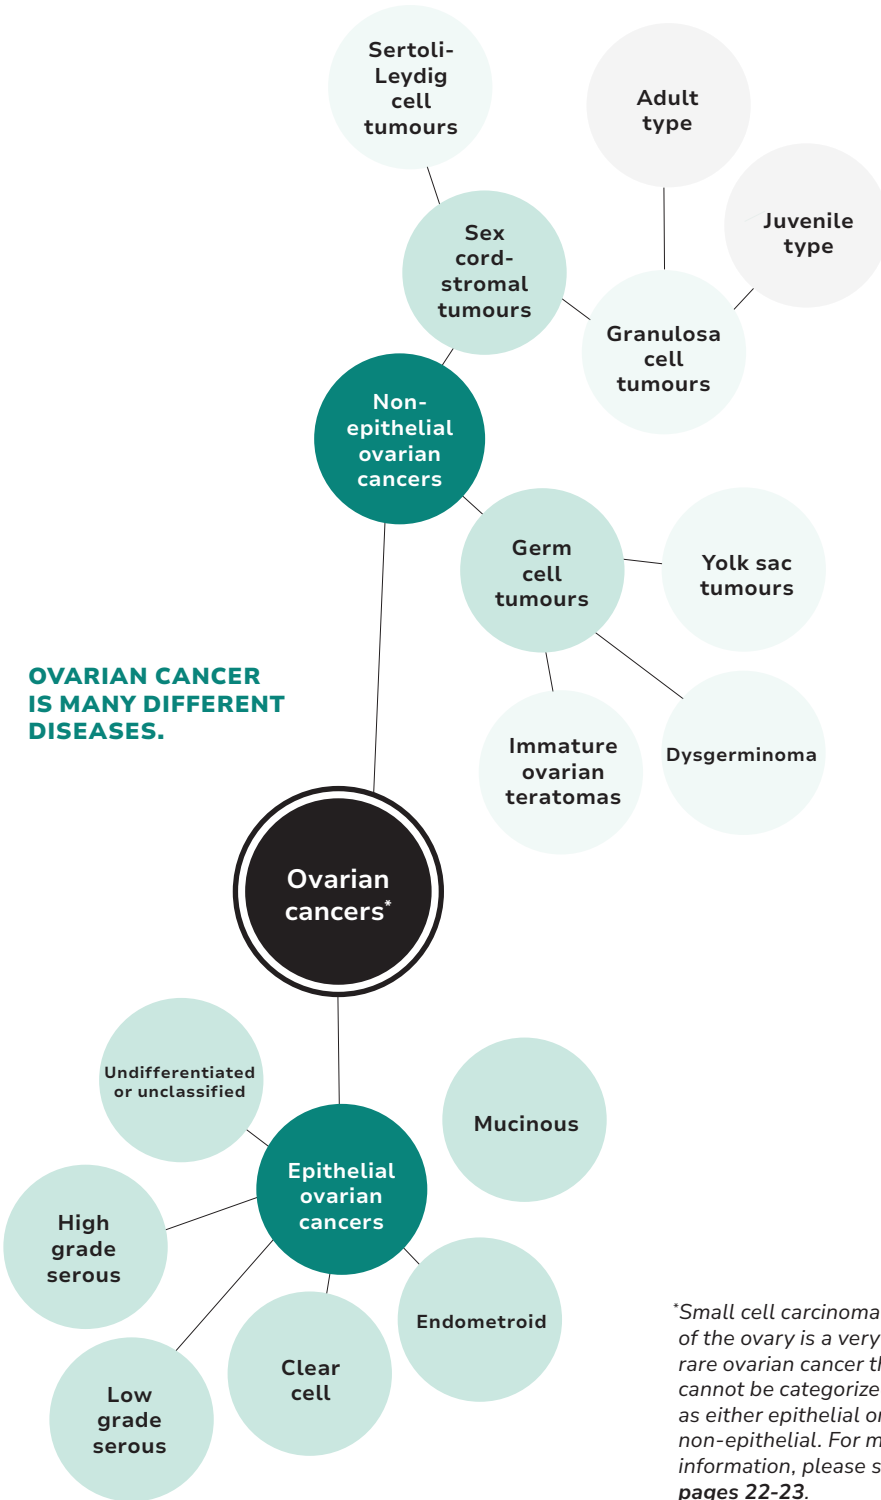 Sertoli-
Leydig
cell
tumours
Adult
type
Juvenile
type
Sex
cord-
stromal
tumours
Granulosa
cell
tumours
Non-
epithelial
ovarian
cancers
Germ
cell
tumours
Yolk sac
tumours
OVARIAN CANCER
IS MANY DIFFERENT
DISEASES.
Immature
ovarian
teratomas
Dysgerminoma
Ovarian
cancers*
Undifferentiated
or unclassified
Mucinous
Epithelial
ovarian
cancers
High
grade
serous
Endometroid
Clear
cell
Low
grade
serous
*Small cell carcinoma
of the ovary is a very
rare ovarian cancer
cannot be
as either epithelial or
non-epithelial. For
information, please
pages 22-23.